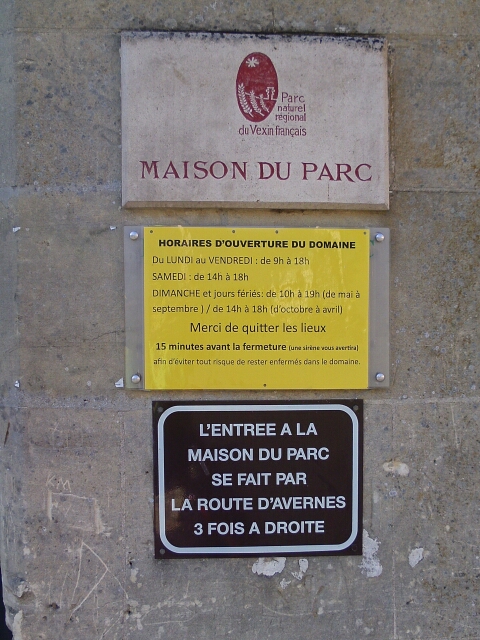 Parc
naturel
régional
du Vexin français
MAISON DU PARC
HORAIRES D'OUVERTURE DU DOMAINE
Du LUNDI au VENDREDI : de 9h à 18h
SAMEDI : de 14h à 18h
DIMANCHE et jours fériés: de 10h à 19h (de mai à
septembre ) / de 14h à 18h (d'octobre à avril)
Merci de quitter les lieux
15 minutes avant la fermeture (une sirène vous avertira)
afin d'éviter tout risque de rester enfermés dans le domaine.
L'ENTREE A LA
MAISON DU PARC
SE FAIT PAR
LA ROUTE D'AVERNES
3 FOIS A DROITE